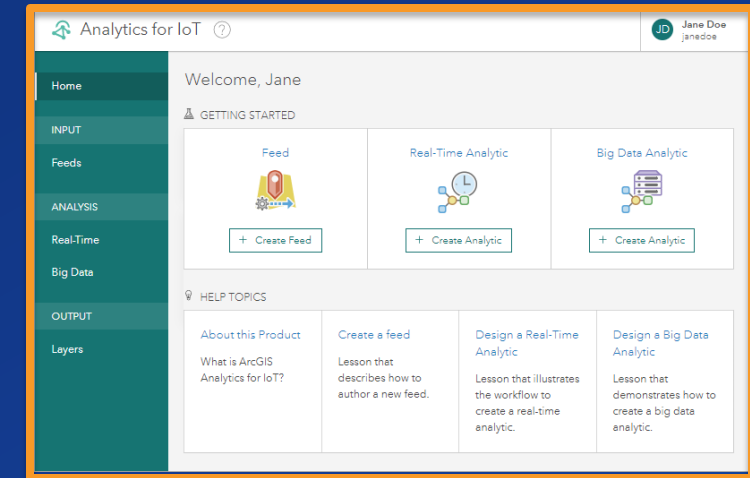 Analytics for IoT ?
JD Jane Doe
janedoe
Home
INPUT
Feeds
ANALYSIS
Real-Time
Big Data
OUTPUT
Layers
Welcome, Jane
GETTING STARTED
Feed
+ Create Feed
Real-Time Analytic
+ Create Analytic
Big Data Analytic
+ Create Analytic
HELP TOPICS
About this Product
What is ArcGIS
Analytics for IoT?
Create a feed
Lesson that
describes how to
author a new feed.
Design a Real-Time
Analytic
Lesson that illustrates
the workflow to
create a real-time
analytic.
Design a Big Data
Analytic
Lesson that
demonstrates how to
create a big data
analytic.